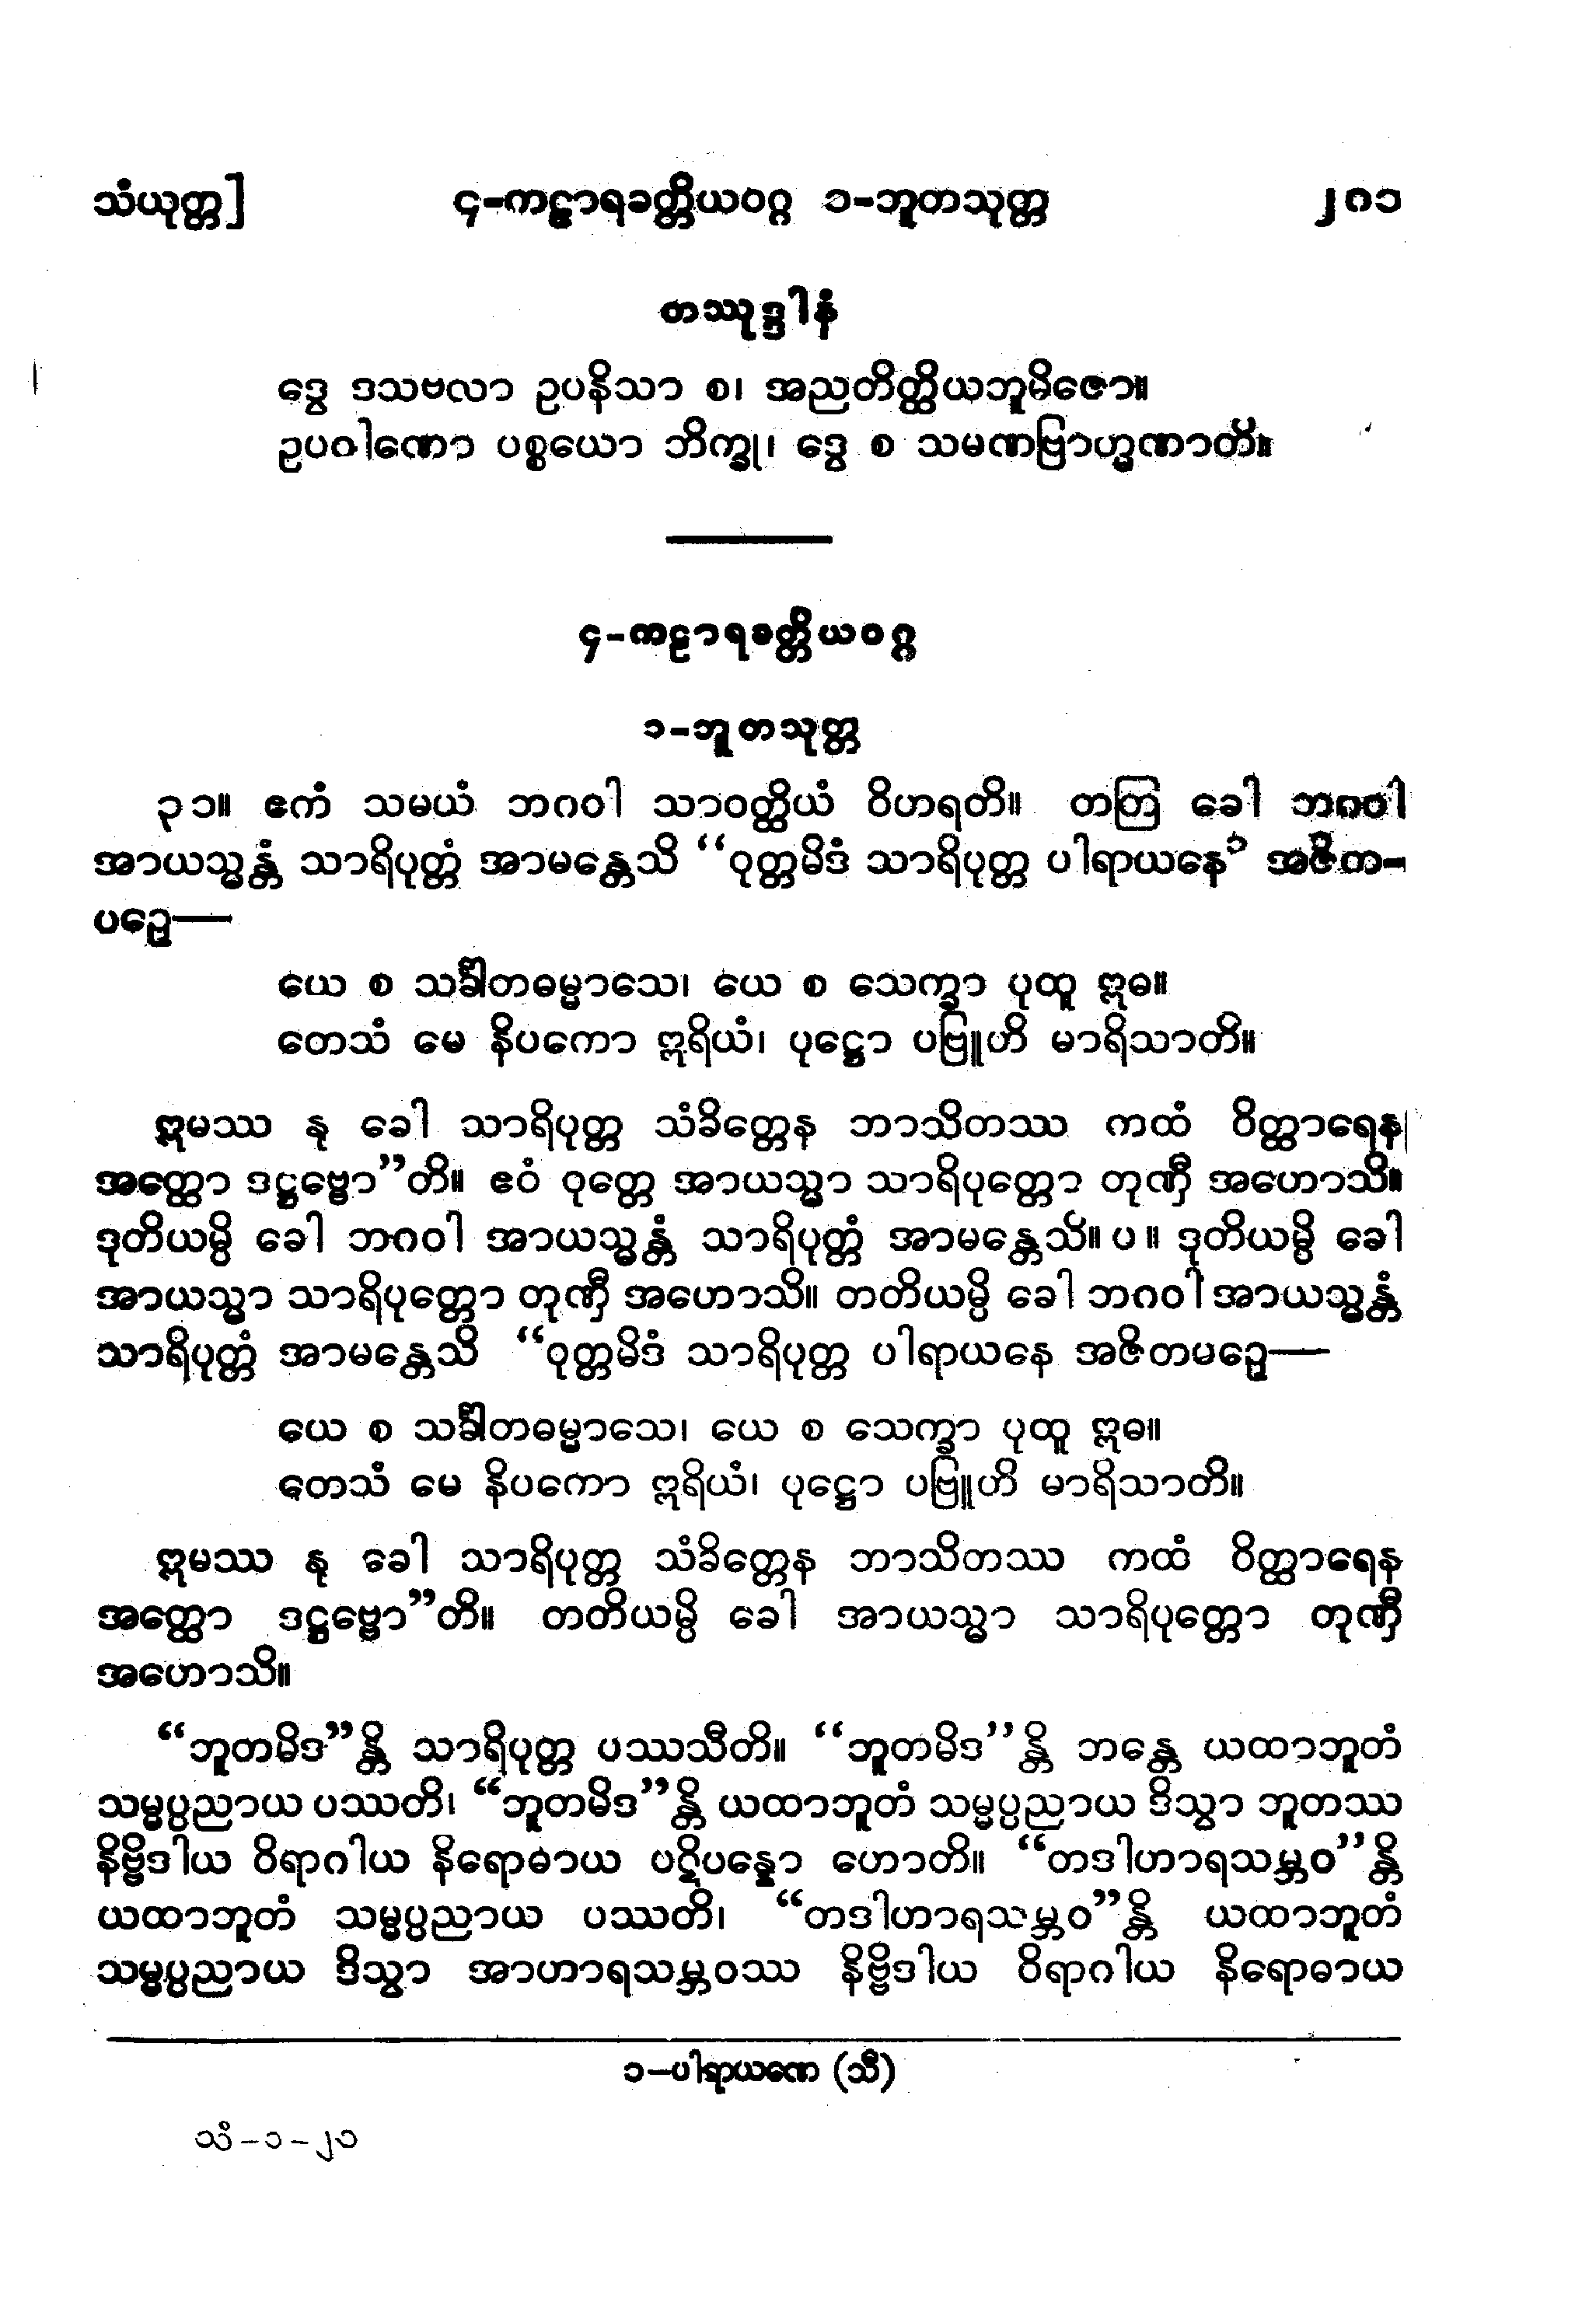 သံယုတ္တ] ၄-ကဠာရခတ္တိယဝဂ္ဂ ၁-ဘူတသုတ္တ ၂၈၁
တဿုဒ္ဒါနံ
ဒွေ ဒသဗလာ ဥပနိသာ စ၊ အညတိတ္ထိယဘူမိဇော။
ဥပဝါဏော ပစ္စယော ဘိက္ခု၊ ဒွေ စ သမဏဗြာဟ္မဏာတိ။
၄-ကဠာရခတ္တိယဝဂ္ဂ
၁-ဘူတသုတ္တ
၃၁။ ဧကံ သမယံ ဘဂဝါ သာဝတ္ထိယံ ဝိဟရတိ။ တတြ ခေါ ဘဂဝါ
အာယသ္မန္တံ သာရိပုတ္တံ အာမန္တေသိ “ဝုတ္တမိဒံ သာရိပုတ္တ ပါရာယနေ ၁ အဇိတ-
ပဥှေ—
ယေ စ သင်္ခါတဓမ္မာသေ၊ ယေ စ သေက္ခာ ပုထူ ဣဓ။
တေသံ မေ နိပကော ဣရိယံ၊ ပုဋ္ဌော ပဗြူဟိ မာရိသာတိ။
ဣမဿ နု ခေါ သာရိပုတ္တ သံခိတ္တေန ဘာသိတဿ ကထံ ဝိတ္ထာရေန
အတ္ထော ဒဋ္ဌဗ္ဗော”တိ။ ဧဝံ ဝုတ္တေ အာယသ္မာ သာရိပုတ္တော တုဏှီ အဟောသိ။
ဒုတိယမ္ပိ ခေါ ဘဂဝါ အာယသ္မန္တံ သာရိပုတ္တံ အာမန္တေသိ။ ပ ။ ဒုတိယမ္ပိ ခေါ
အာယသ္မာ သာရိပုတ္တော တုဏှီ အဟောသိ။ တတိယမ္ပိ ခေါ ဘဂဝါ အာယသ္မန္တံ
သာရိပုတ္တံ အာမန္တေသိ “ဝုတ္တမိဒံ သာရိပုတ္တ ပါရာယနေ အဇိတမဥှေ—
ယေ စ သင်္ခါတဓမ္မာသေ၊ ယေ စ သေက္ခာ ပုထူ ဣဓ။
တေသံ မေ နိပကော ဣရိယံ၊ ပုဋ္ဌော ပဗြူဟိ မာရိသာတိ။
ဣမဿ နု ခေါ သာရိပုတ္တ သံခိတ္တေန ဘာသိတဿ ကထံ ဝိတ္ထာရေန
အတ္ထော ဒဋ္ဌဗ္ဗော”တိ။ တတိယမ္ပိ ခေါ အာယသ္မာ သာရိပုတ္တော တုဏှီ
အဟောသိ။
“ဘူတမိဒ”န္တိ သာရိပုတ္တ ပဿသီတိ။ “ဘူတမိဒ”န္တိ ဘန္တေ ယထာဘူတံ
သမ္မပ္ပညာယ ပဿတိ၊ “ဘူတမိဒ”န္တိ ယထာဘူတံ သမ္မပ္ပညာယ ဒိသွာ ဘူတဿ
နိဗ္ဗိဒါယ ဝိရာဂါယ နိရောဓာယ ပဋိပန္နော ဟောတိ။ “တဒါဟာရသမ္ဘဝ”န္တိ
ယထာဘူတံ သမ္မပ္ပညာယ ပဿတိ၊ “တဒါဟာရသမ္ဘဝ”န္တိ ယထာဘူတံ
သမ္မပ္ပညာယ ဒိသွာ အာဟာရသမ္ဘဝဿ နိဗ္ဗိဒါယ ဝိရာဂါယ နိရောဓာယ
၁—ပါရာယဏေ (သီ)
သံ-၁-၂၁